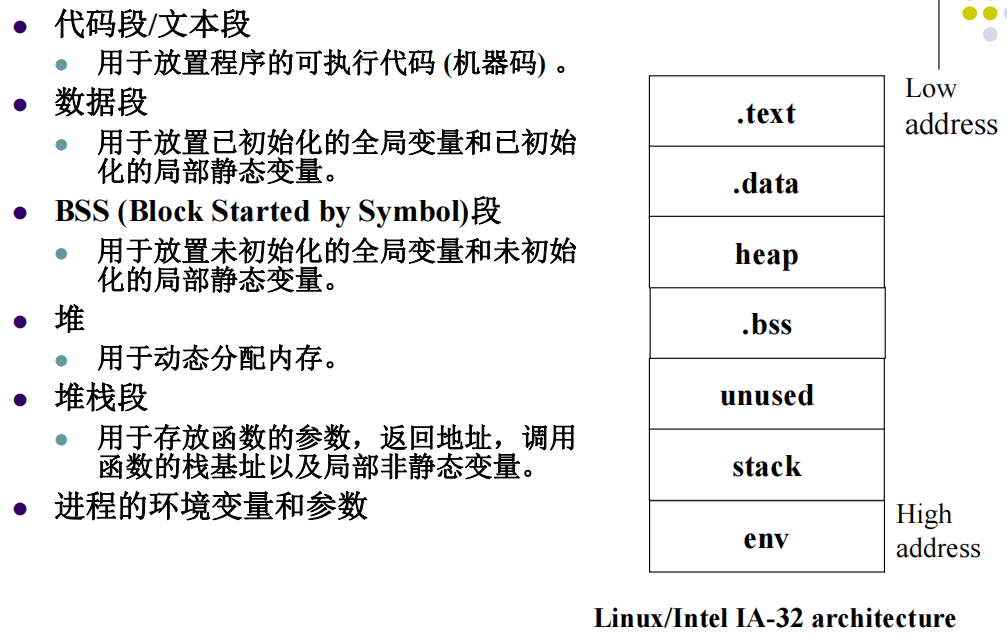 代码段/文本段
用于放置程序的可执行代码 (机器码) 。
数据段
用于放置已初始化的全局变量和已初始
化的局部静态变量。
BSS (Block Started by Symbol)段
用于放置未初始化的全局变量和未初始
化的局部静态变量。
堆
用于动态分配内存。
堆栈段
用于存放函数的参数，返回地址，调用
函数的栈基址以及局部非静态变量。
进程的环境变量和参数
Low
address
.text
.data
heap
.bss
unused
stack
env
High
address
Linux/Intel IA-32 architecture